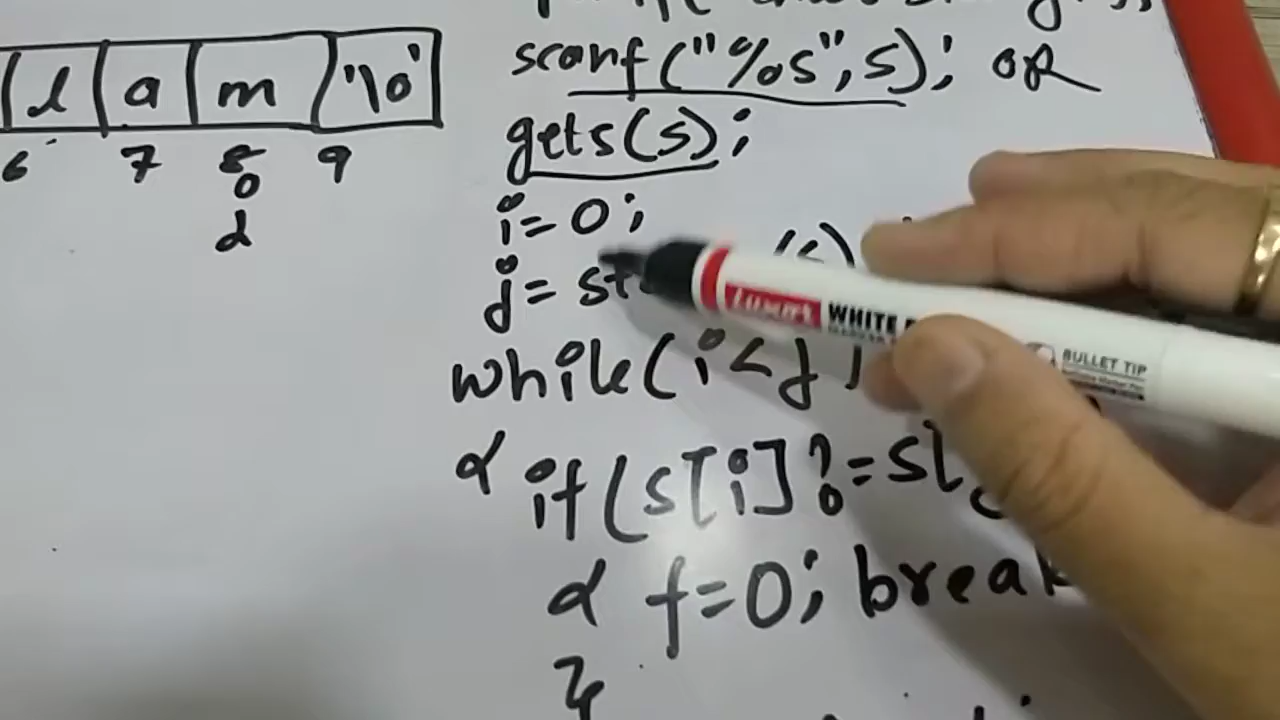 l a m '\0'
6 7 8 9
0
j
scanf("%s",s); OR
gets(s);
i=0;
j= st
(s)
while(i<j)
{ if(s[i]!=s[j
{ f=0; break
}
Luxor WHITE
BULLET TIP